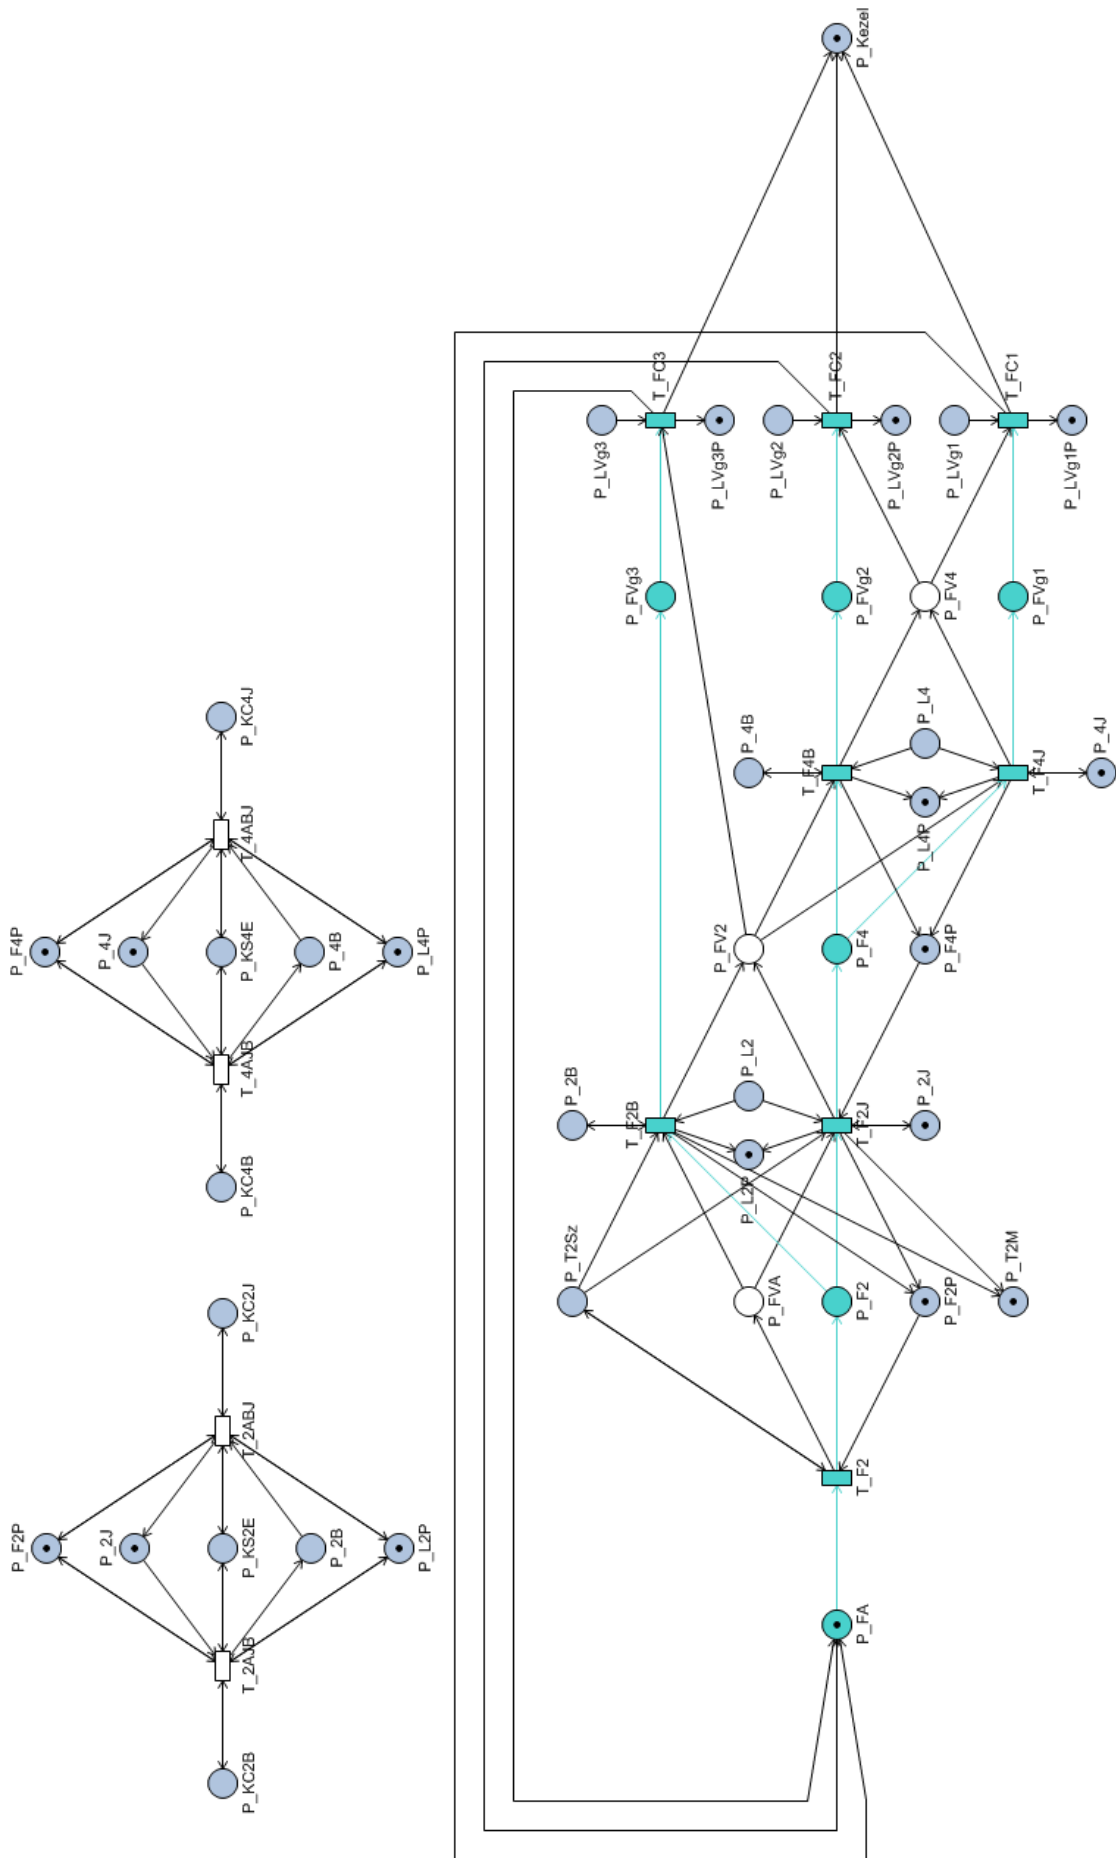 P_F2P
P_F4P
P_2J
P_4J
P_KC2B
T_2AJB
P_KS2E
T_2ABJ
P_KC2J
P_KC4B
T_4AJB
P_KS4E
T_4ABJ
P_KC4J
P_2B
P_4B
P_L2P
P_L4P
P_T2Sz
P_2B
P_LVg3
T_F2B
P_FVg3
T_FC3
P_LVg3P
P_FV2
P_L2P
P_L2
P_4B
P_FVA
P_LVg2
T_F4B
P_FVg2
T_FC2
P_FA
T_F2
P_F2
T_F2J
P_F4
P_Kezel
P_LVg2P
P_2J
P_L4P
P_L4
P_F2P
P_F4P
P_FV4
P_LVg1
P_T2M
T_FC1
T_F4J
P_FVg1
P_LVg1P
P_4J